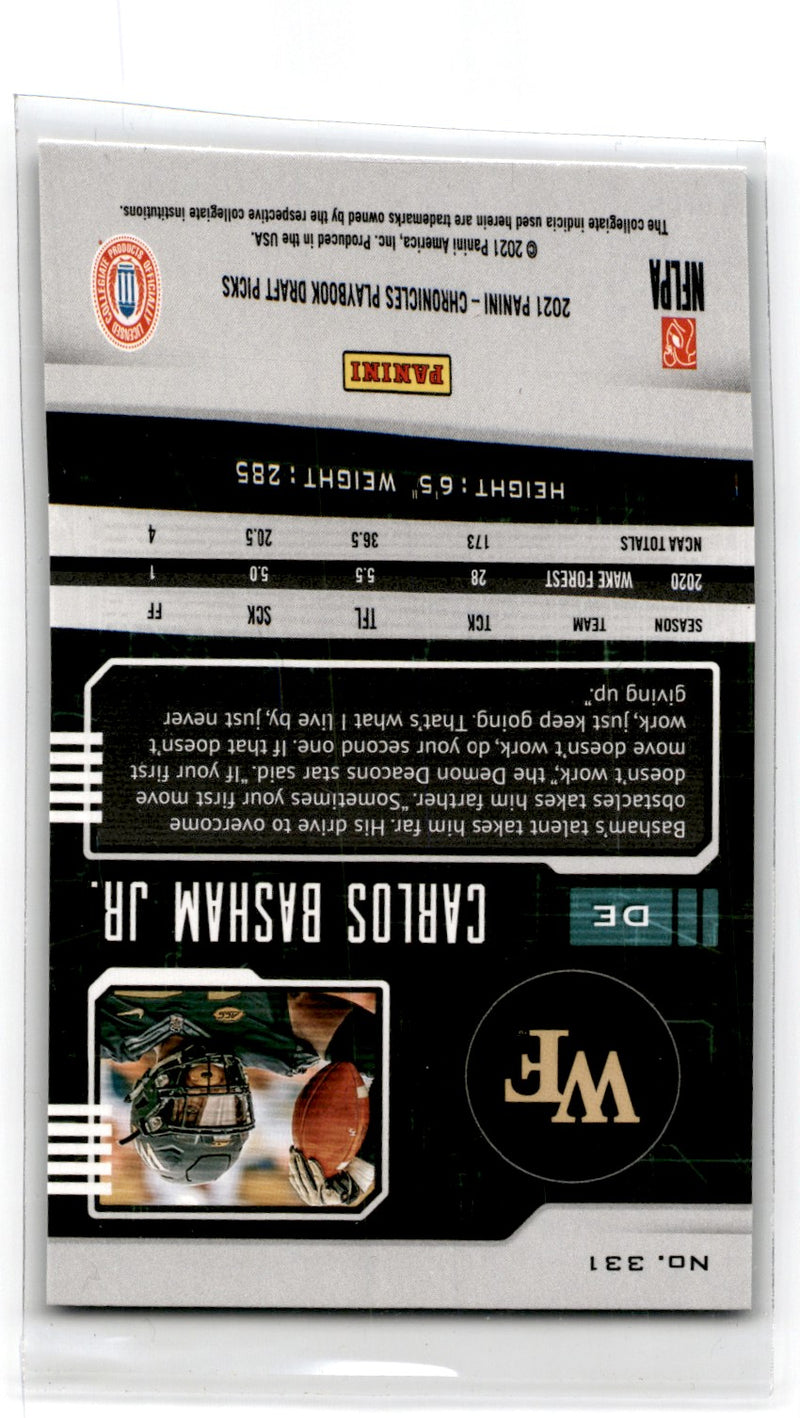 No. 331
WF
DE
CARLOS BASHAM JR.
Basham's talent takes him far. His drive to overcome
obstacles takes him farther. "Sometimes your first move
doesn't work," the Demon Deacons star said. "If your first
move doesn't work, do your second one. If that doesn't
work, just keep going. That's what I live by, just never
giving up."
SEASON TEAM TCK TFL SCK FF
2020 WAKE FOREST 28 5.5 5.0 1
NCAA TOTALS 173 36.5 20.5 4
HEIGHT: 6'5" WEIGHT: 285
PANINI
2021 PANINI – CHRONICLES PLAYBOOK DRAFT PICKS
© 2021 Panini America, Inc. Produced in the USA.
The collegiate indicia used herein are trademarks owned by the respective collegiate institutions.
NFLPA
OFFICIALLY LICENSED COLLEGIATE PRODUCTS
ACC